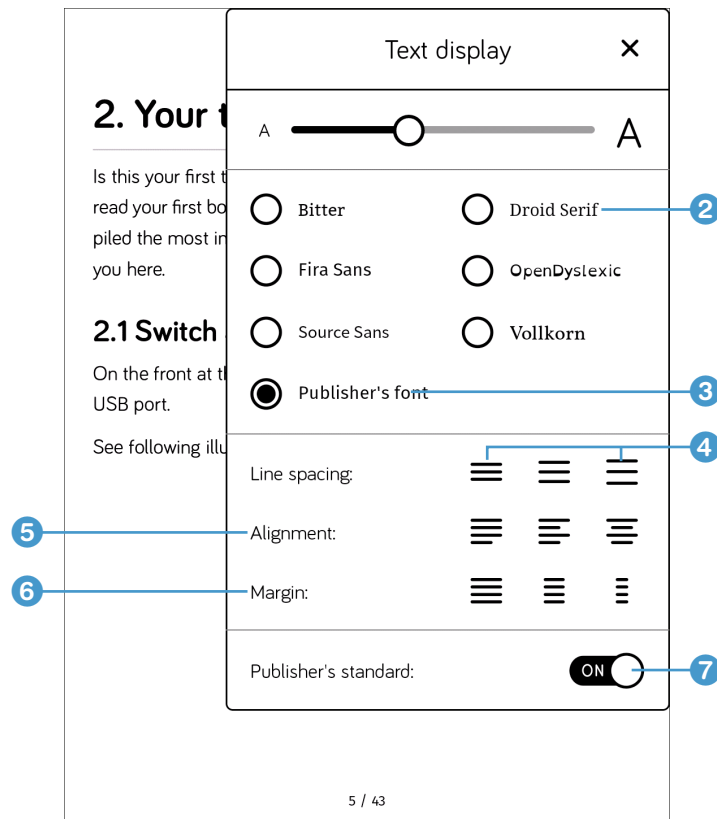 Text display
2. Your t
A
A
Is this your first t
read your first bo
piled the most in
you here.
Bitter
Droid Serif
2
Fira Sans
OpenDyslexic
2.1 Switch
Source Sans
Vollkorn
On the front at th
USB port.
Publisher's font
3
See following illu
4
Line spacing:
5
Alignment:
6
Margin:
Publisher's standard:
ON
7
5 / 43